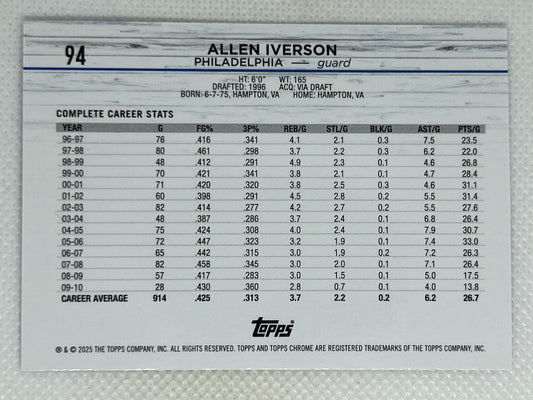 94
ALLEN IVERSON
PHILADELPHIA — guard
HT: 6'0" WT: 165
DRAFTED: 1996 ACQ: VIA DRAFT
BORN: 6-7-75, HAMPTON, VA HOME: HAMPTON, VA
COMPLETE CAREER STATS
YEAR G FG% 3P% REB/G STL/G BLK/G AST/G PTS/G
96-97 76 .416 .341 4.1 2.1 0.3 7.5 23.5
97-98 80 .461 .298 3.7 2.2 0.3 6.2 22.0
98-99 48 .412 .291 4.9 2.3 0.1 4.6 26.8
99-00 70 .421 .341 3.8 2.1 0.1 4.7 28.4
00-01 71 .420 .320 3.8 2.5 0.3 4.6 31.1
01-02 60 .398 .291 4.5 2.8 0.2 5.5 31.4
02-03 82 .414 .277 4.2 2.7 0.2 5.5 27.6
03-04 48 .387 .286 3.7 2.4 0.1 6.8 26.4
04-05 75 .424 .308 4.0 2.4 0.1 7.9 30.7
05-06 72 .447 .323 3.2 1.9 0.1 7.4 33.0
06-07 65 .442 .315 3.0 1.9 0.2 7.2 26.3
07-08 82 .458 .345 3.0 2.0 0.1 7.1 26.4
08-09 57 .417 .283 3.0 1.5 0.1 5.0 17.5
09-10 28 .430 .360 2.8 0.7 0.1 4.0 13.8
CAREER AVERAGE 914 .425 .313 3.7 2.2 0.2 6.2 26.7
topps
® & © 2025 THE TOPPS COMPANY, INC. ALL RIGHTS RESERVED. TOPPS AND TOPPS CHROME ARE REGISTERED TRADEMARKS OF THE TOPPS COMPANY, INC.